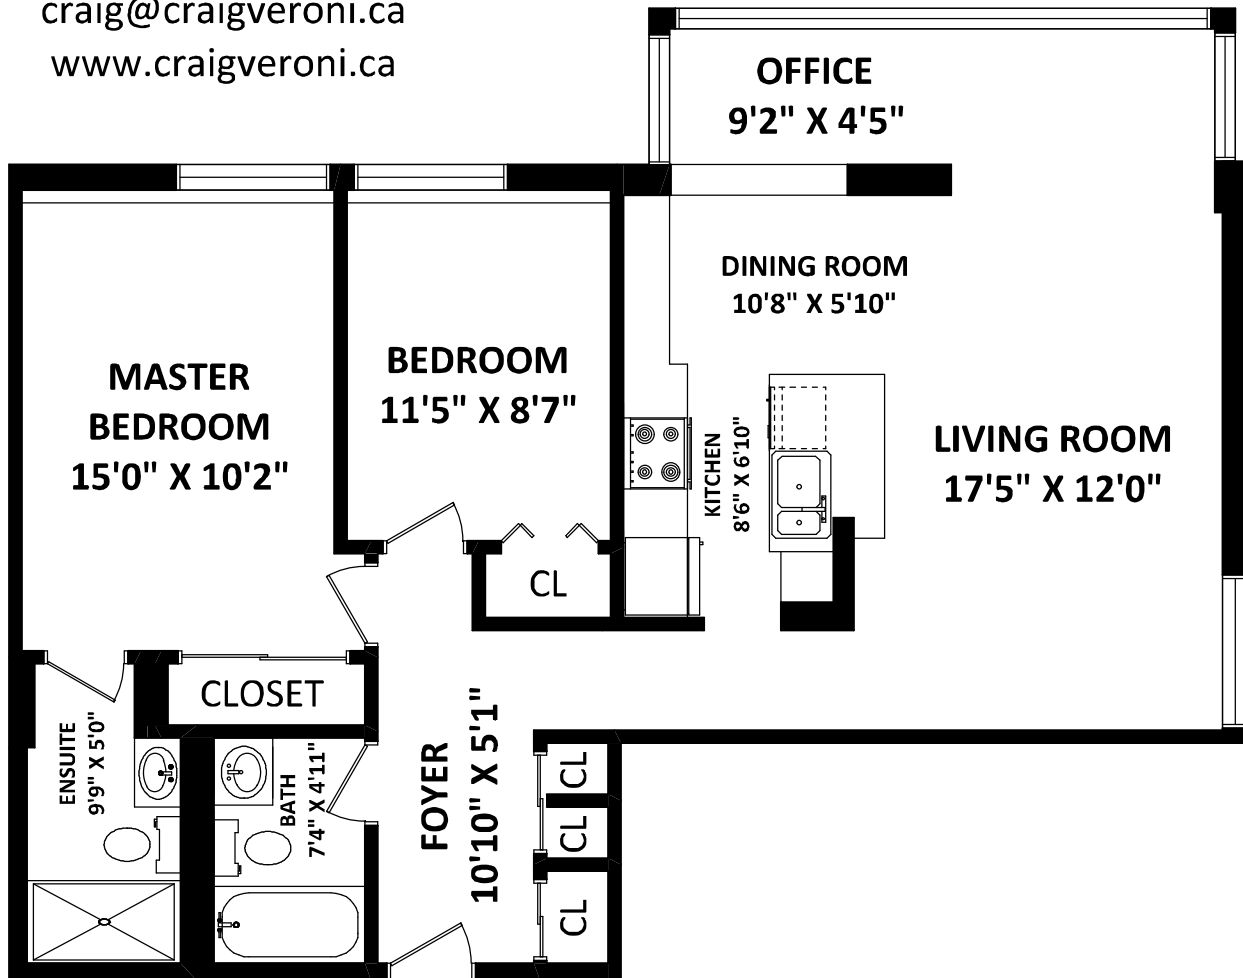 craig@craigveroni.ca
www.craigveroni.ca
OFFICE
9'2" X 4'5"
DINING ROOM
10'8" X 5'10"
MASTER
BEDROOM
15'0" X 10'2"
BEDROOM
11'5" X 8'7"
KITCHEN
8'6" X 6'10"
LIVING ROOM
17'5" X 12'0"
CL
CLOSET
ENSUITE
9'9" X 5'0"
BATH
7'4" X 4'11"
FOYER
10'10" X 5'1"
CL
CL
CL